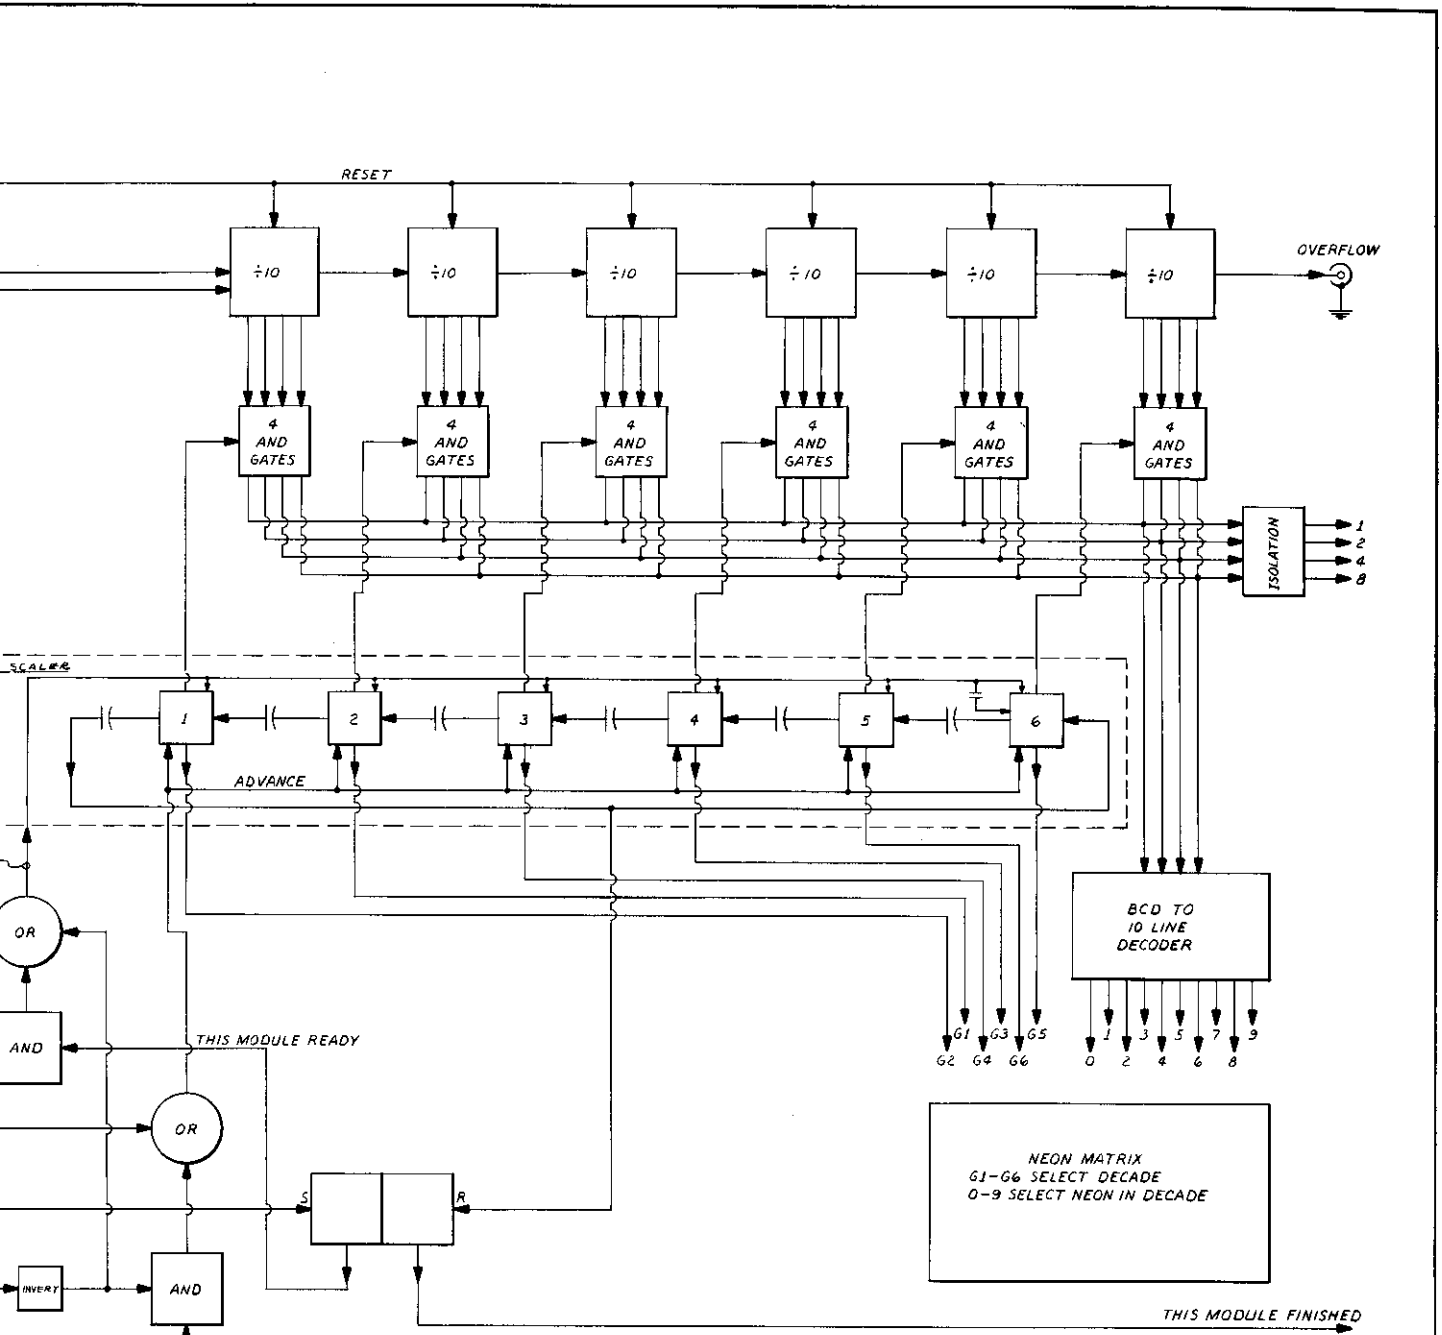 RESET
÷10
÷10
÷10
÷10
÷10
÷10
OVERFLOW
4
AND
GATES
4
AND
GATES
4
AND
GATES
4
AND
GATES
4
AND
GATES
4
AND
GATES
ISOLATION
1
2
4
8
SCALER
1
2
3
4
5
6
ADVANCE
OR
BCD TO
10 LINE
DECODER
AND
THIS MODULE READY
G1 G3 G5
G2 G4 G6
1 3 5 7 9
0 2 4 6 8
OR
NEON MATRIX
G1-G6 SELECT DECADE
0-9 SELECT NEON IN DECADE
S
R
INVERT
AND
THIS MODULE FINISHED